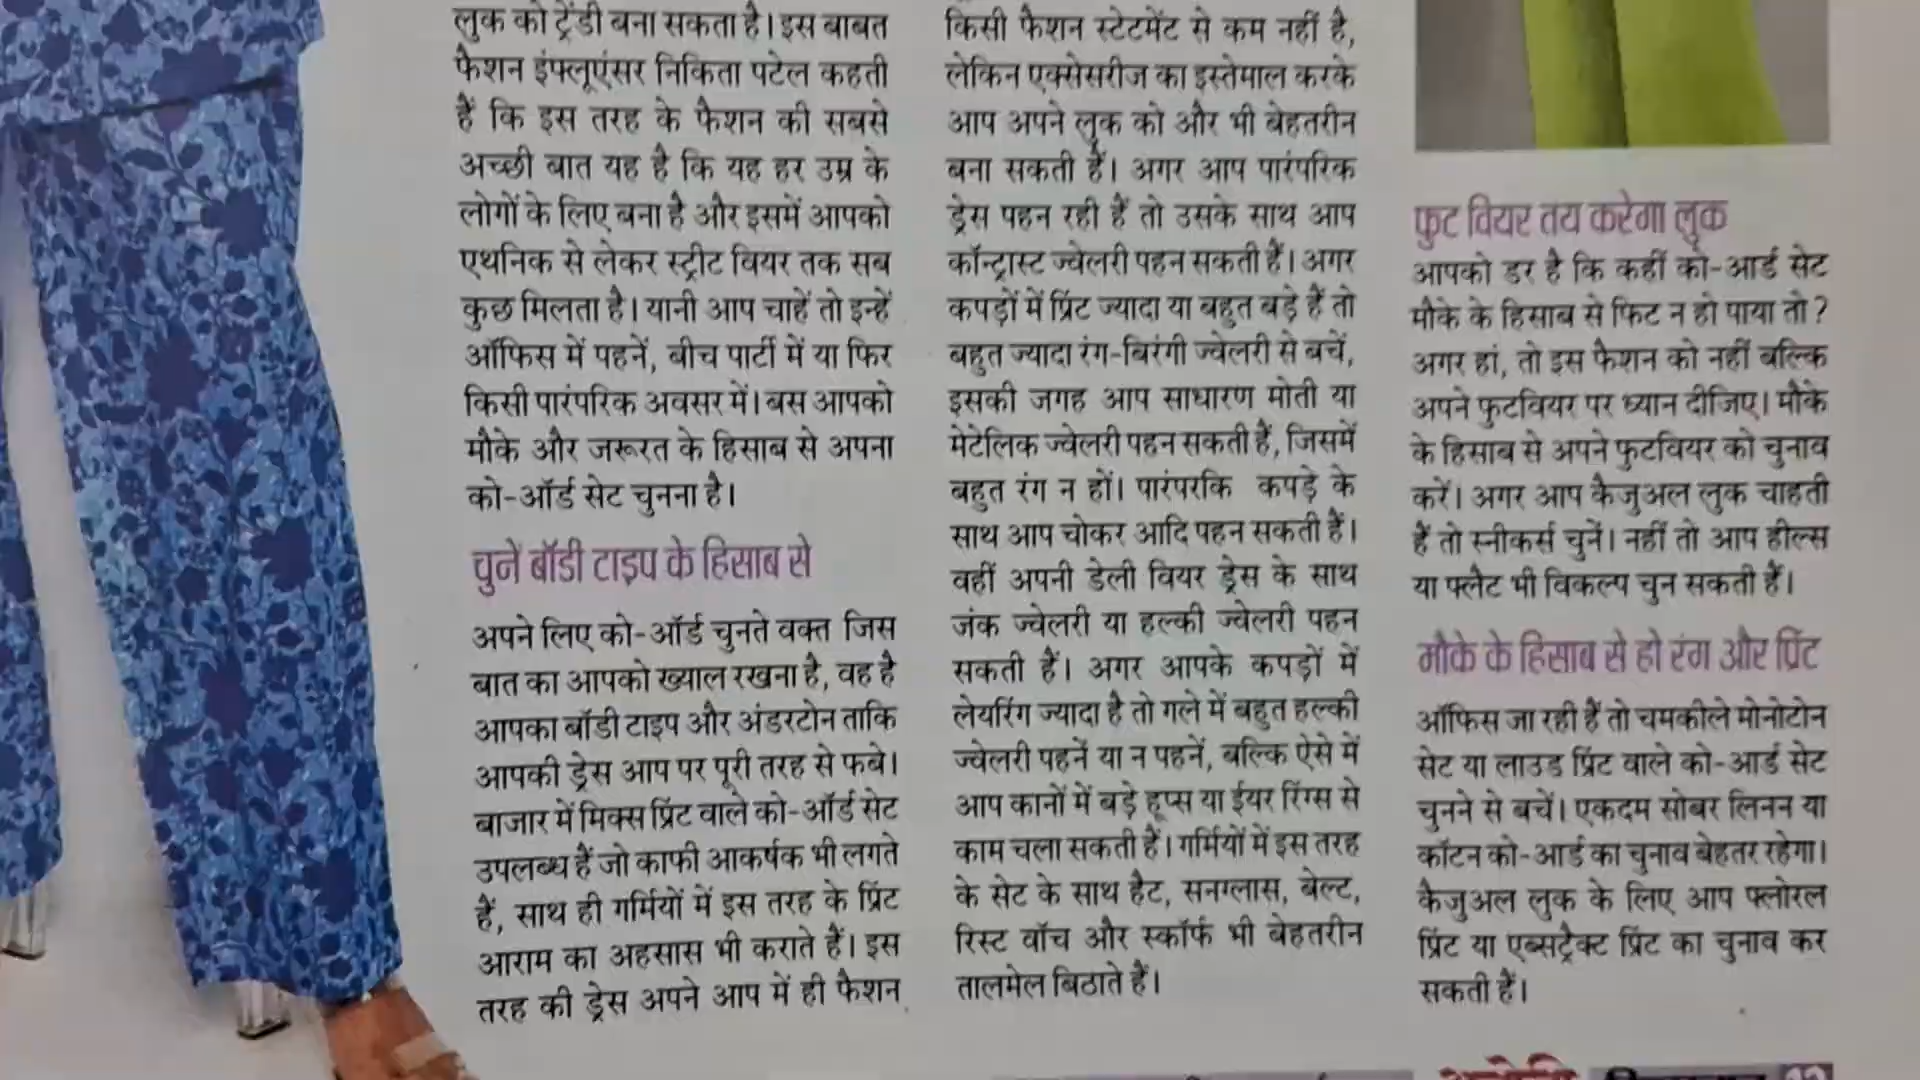 लुक को ट्रेंडी बना सकता है। इस बाबत
फैशन इंफ्लूएंसर निकिता पटेल कहती
हैं कि इस तरह के फैशन की सबसे
अच्छी बात यह है कि यह हर उम्र के
लोगों के लिए बना है और इसमें आपको
एथनिक से लेकर स्ट्रीट वियर तक सब
कुछ मिलता है। यानी आप चाहें तो इन्हें
ऑफिस में पहनें, बीच पार्टी में या फिर
किसी पारंपरिक अवसर में। बस आपको
मौके और जरूरत के हिसाब से अपना
को-ऑर्ड सेट चुनना है।
चुनें बॉडी टाइप के हिसाब से
अपने लिए को-ऑर्ड चुनते वक्त जिस
बात का आपको ख्याल रखना है, वह है
आपका बॉडी टाइप और अंडरटोन ताकि
आपकी ड्रेस आप पर पूरी तरह से फबे।
बाजार में मिक्स प्रिंट वाले को-ऑर्ड सेट
उपलब्ध हैं जो काफी आकर्षक भी लगते
हैं, साथ ही गर्मियों में इस तरह के प्रिंट
आराम का अहसास भी कराते हैं। इस
तरह की ड्रेस अपने आप में ही फैशन
किसी फैशन स्टेटमेंट से कम नहीं है,
लेकिन एक्सेसरीज का इस्तेमाल करके
आप अपने लुक को और भी बेहतरीन
बना सकती हैं। अगर आप पारंपरिक
ड्रेस पहन रही हैं तो उसके साथ आप
कॉन्ट्रास्ट ज्वेलरी पहन सकती हैं। अगर
कपड़ों में प्रिंट ज्यादा या बहुत बड़े हैं तो
बहुत ज्यादा रंग-बिरंगी ज्वेलरी से बचें,
इसकी जगह आप साधारण मोती या
मेटेलिक ज्वेलरी पहन सकती हैं, जिसमें
बहुत रंग न हों। पारंपरकि कपड़े के
साथ आप चोकर आदि पहन सकती हैं।
वहीं अपनी डेली वियर ड्रेस के साथ
जंक ज्वेलरी या हल्की ज्वेलरी पहन
सकती हैं। अगर आपके कपड़ों में
लेयरिंग ज्यादा है तो गले में बहुत हल्की
ज्वेलरी पहनें या न पहनें, बल्कि ऐसे में
आप कानों में बड़े हूप्स या ईयर रिंग्स से
काम चला सकती हैं। गर्मियों में इस तरह
के सेट के साथ हैट, सनग्लास, बेल्ट,
रिस्ट वॉच और स्कॉर्फ भी बेहतरीन
तालमेल बिठाते हैं।
फुट वियर तय करेगा लुक
आपको डर है कि कहीं को-आर्ड सेट
मौके के हिसाब से फिट न हो पाया तो ?
अगर हां, तो इस फैशन को नहीं बल्कि
अपने फुटवियर पर ध्यान दीजिए। मौके
के हिसाब से अपने फुटवियर को चुनाव
करें। अगर आप कैजुअल लुक चाहती
हैं तो स्नीकर्स चुनें। नहीं तो आप हील्स
या फ्लैट भी विकल्प चुन सकती हैं।
मौके के हिसाब से हो रंग और प्रिंट
ऑफिस जा रही हैं तो चमकीले मोनोटोन
सेट या लाउड प्रिंट वाले को-आर्ड सेट
चुनने से बचें। एकदम सोबर लिनन या
कॉटन को-आर्ड का चुनाव बेहतर रहेगा।
कैजुअल लुक के लिए आप फ्लोरल
प्रिंट या एब्सट्रैक्ट प्रिंट का चुनाव कर
सकती हैं।